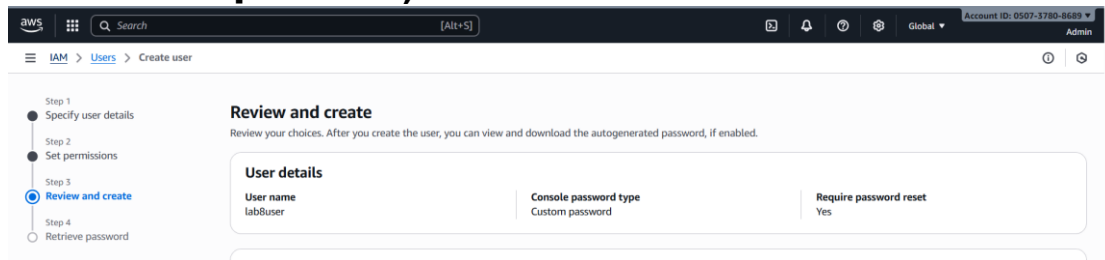 aws
Search
[Alt+S]
Global ▼
Account ID: 0507-3780-8689 ▼
Admin
IAM > Users > Create user
Step 1
Specify user details
Step 2
Set permissions
Step 3
Review and create
Step 4
Retrieve password
Review and create
Review your choices. After you create the user, you can view and download the autogenerated password, if enabled.
User details
User name
lab8user
Console password type
Custom password
Require password reset
Yes